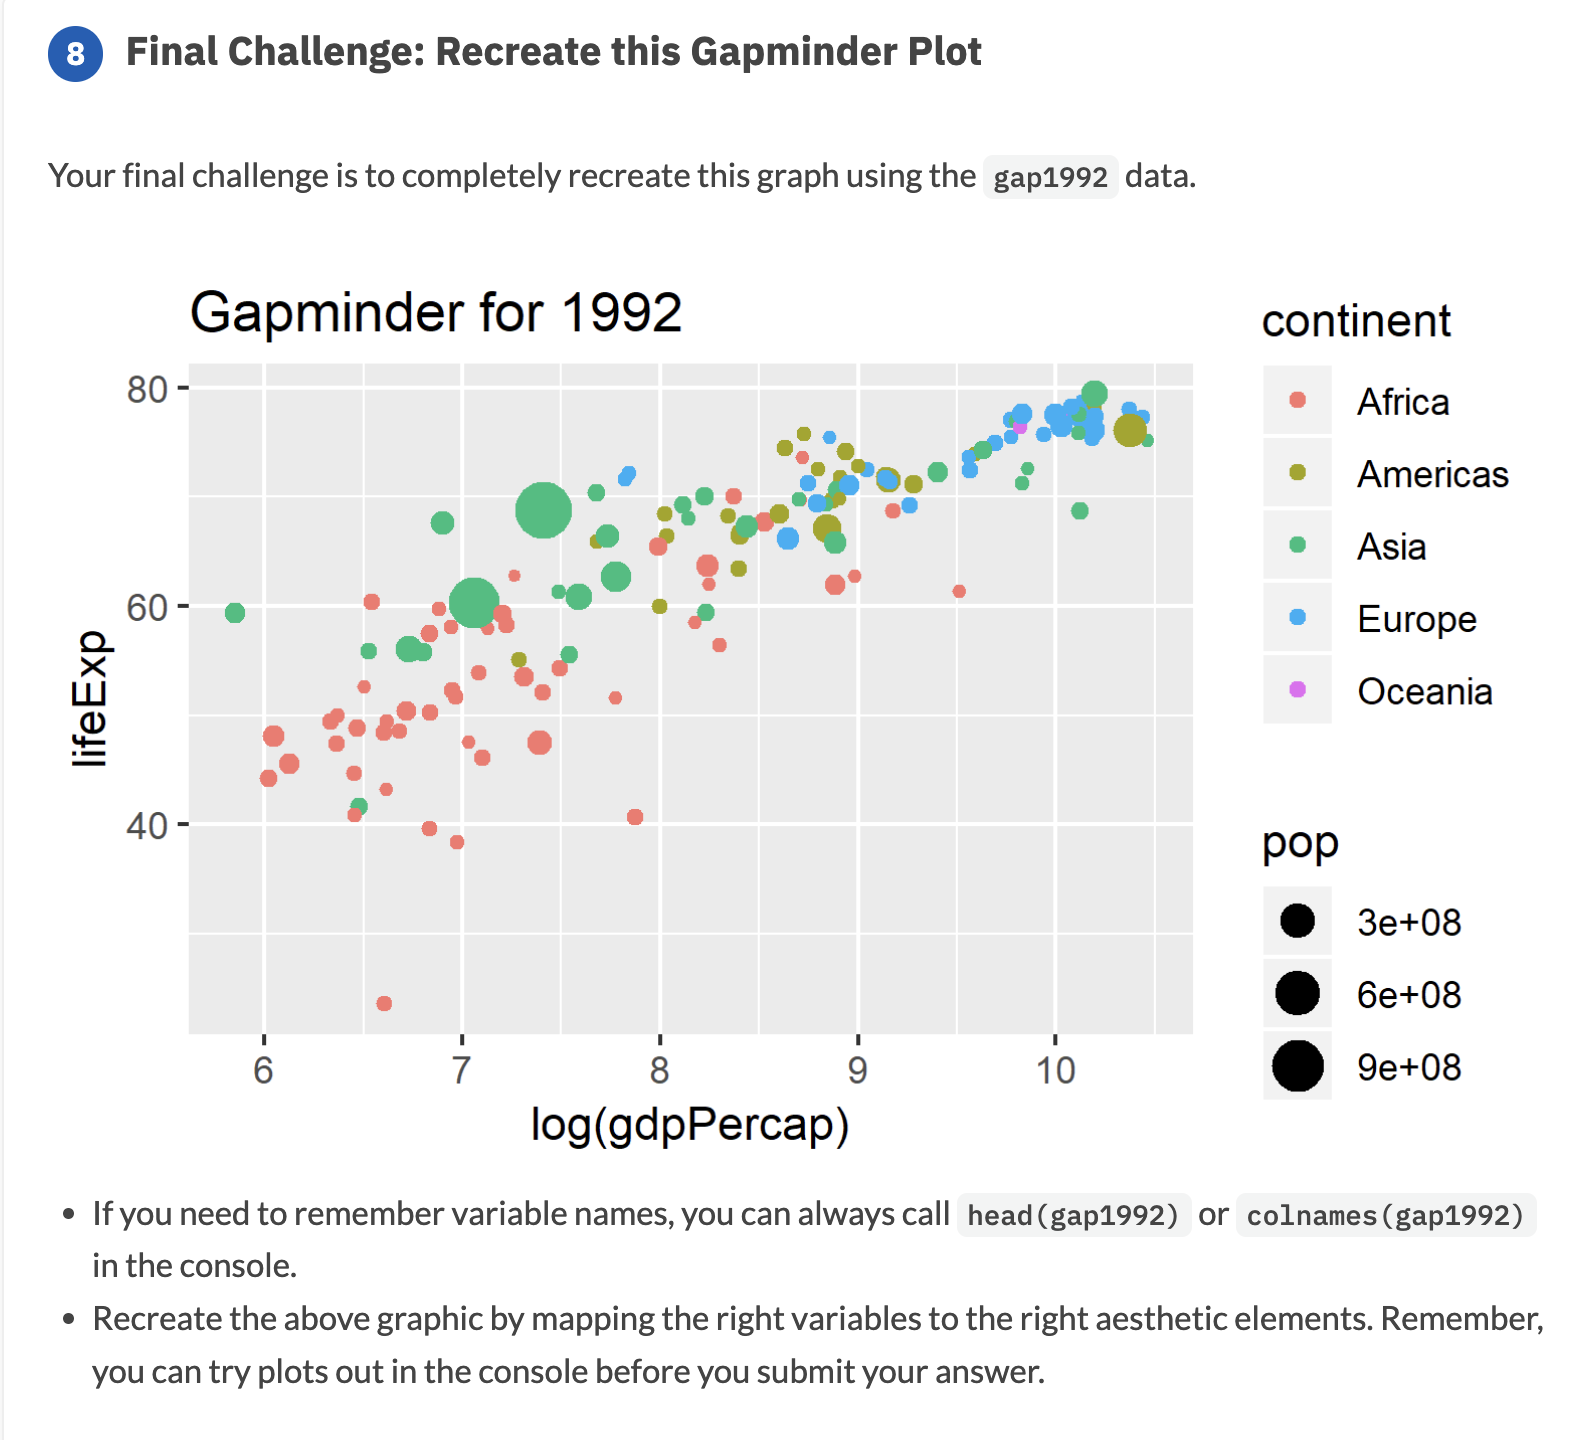 8 Final Challenge: Recreate this Gapminder Plot
Your final challenge is to completely recreate this graph using the gap1992 data.
Gapminder for 1992
80
60
40
lifeExp
6 7 8 9 10
log(gdpPercap)
continent
Africa
Americas
Asia
Europe
Oceania
pop
3e+08
6e+08
9e+08
• If you need to remember variable names, you can always call head(gap1992) or colnames(gap1992)
in the console.
• Recreate the above graphic by mapping the right variables to the right aesthetic elements. Remember,
you can try plots out in the console before you submit your answer.